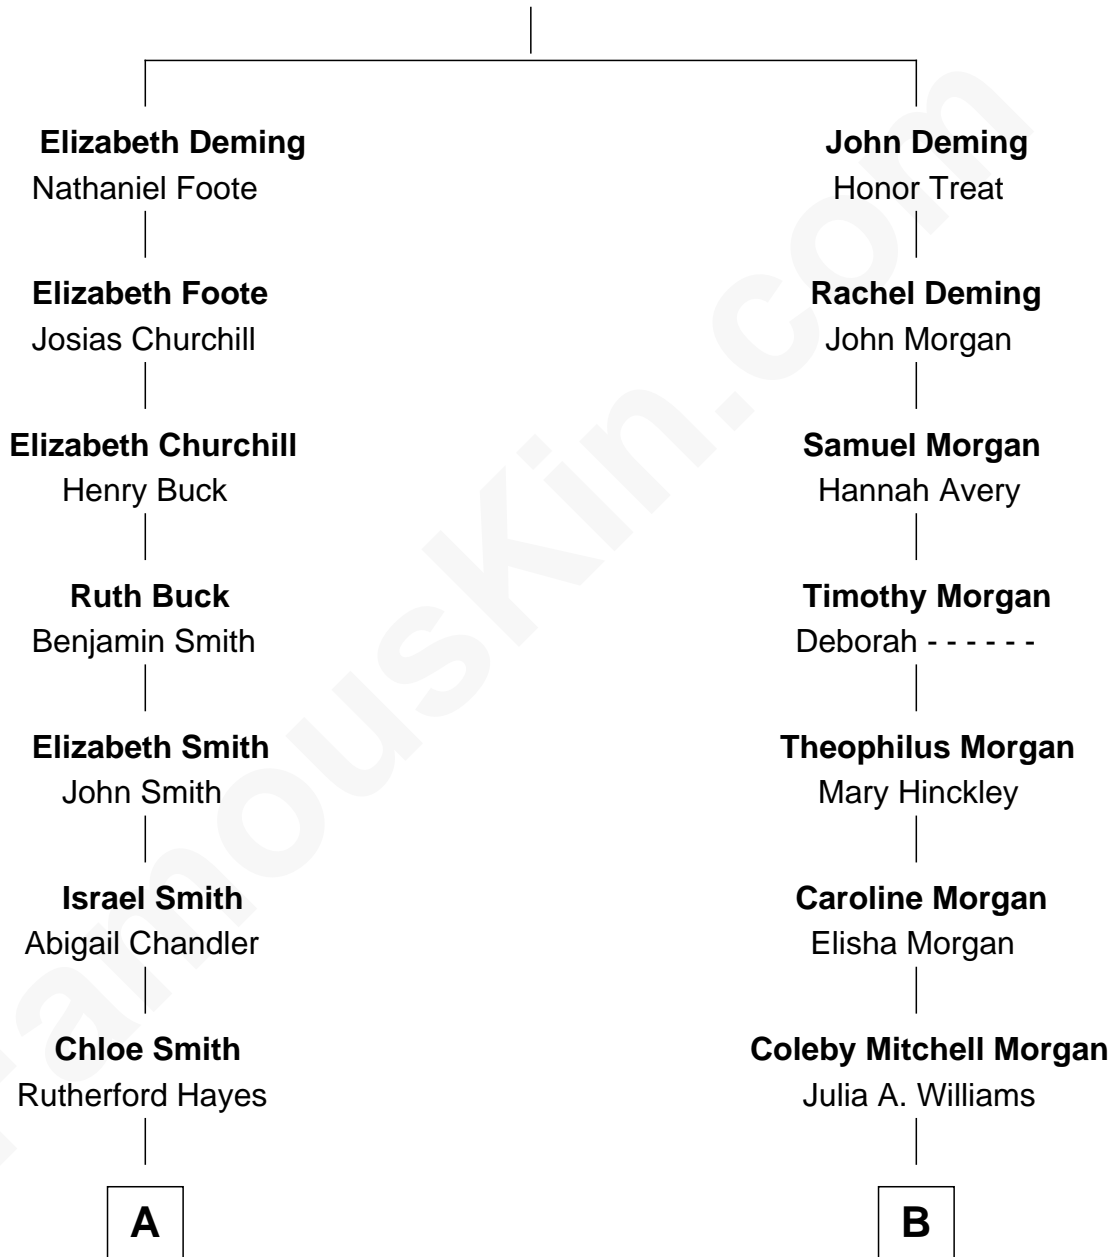 Elizabeth Deming
Nathaniel Foote
John Deming
Honor Treat
Elizabeth Foote
Josias Churchill
Rachel Deming
John Morgan
Elizabeth Churchill
Henry Buck
Samuel Morgan
Hannah Avery
Ruth Buck
Benjamin Smith
Timothy Morgan
Deborah - - - - - -
Elizabeth Smith
John Smith
Theophilus Morgan
Mary Hinckley
Israel Smith
Abigail Chandler
Caroline Morgan
Elisha Morgan
Chloe Smith
Rutherford Hayes
Coleby Mitchell Morgan
Julia A. Williams
A
B
FamousKin.com